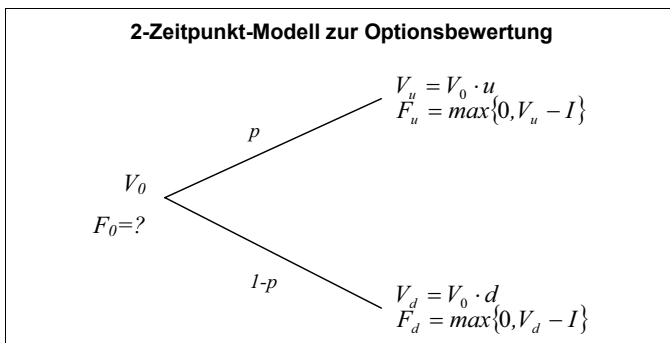 2-Zeitpunkt-Modell zur Optionsbewertung
V_u = V_0 · u
F_u = max{0, V_u − I}
p
V_0
F_0=?
1-p
V_d = V_0 · d
F_d = max{0, V_d − I}